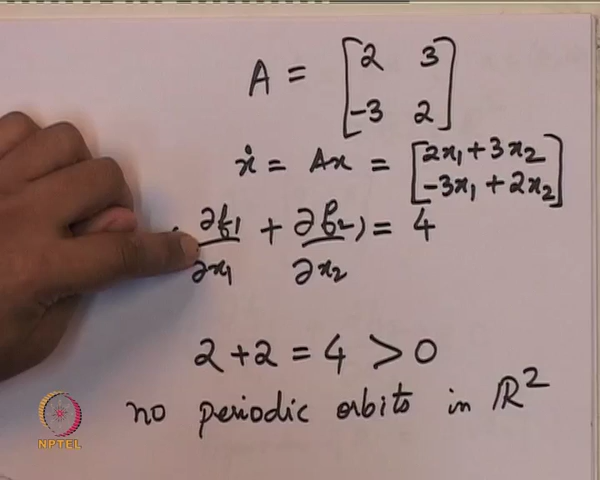 A = [2 3
-3 2]
ẋ = Ax = [2x₁ + 3x₂
-3x₁ + 2x₂]
∂f₁/∂x₁ + ∂f₂/∂x₂) = 4
2 + 2 = 4 > 0
no periodic orbits in ℝ²
NPTEL